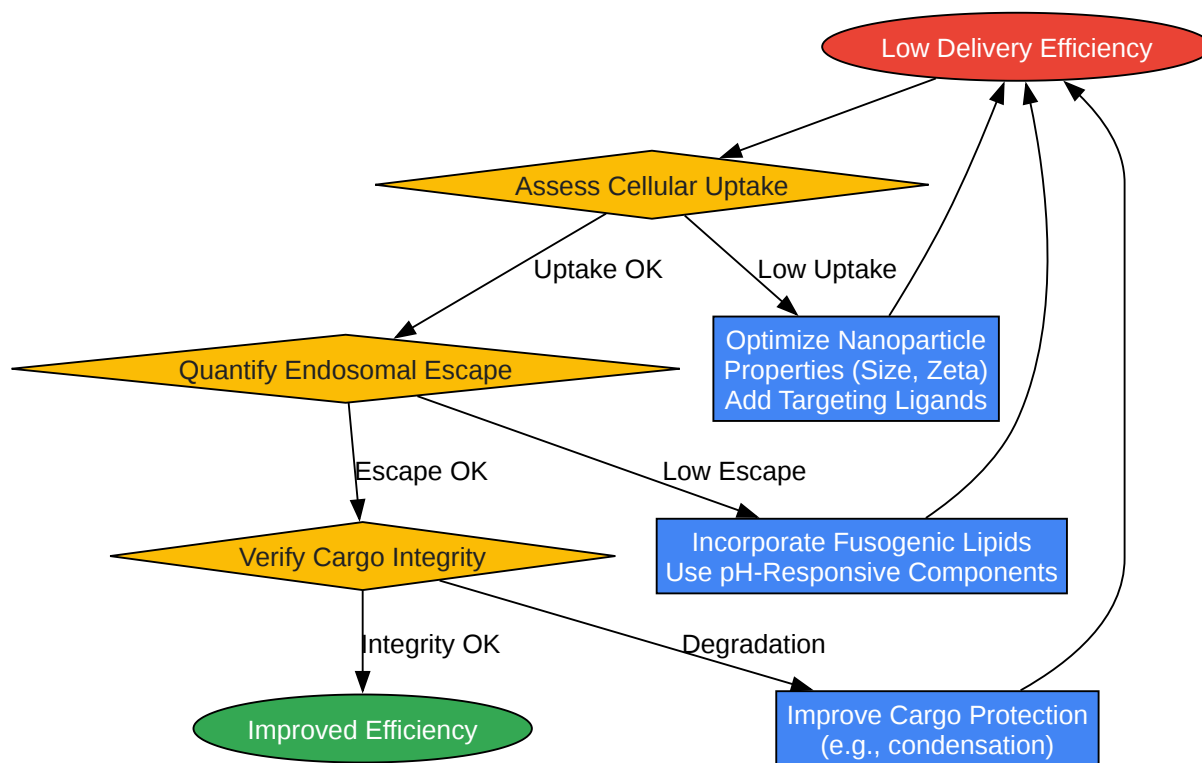 Low Delivery Efficiency
Assess Cellular Uptake
Uptake OK
Low Uptake
Optimize Nanoparticle
Properties (Size, Zeta)
Add Targeting Ligands
Quantify Endosomal Escape
Escape OK
Low Escape
Incorporate Fusogenic Lipids
Use pH-Responsive Components
Verify Cargo Integrity
Integrity OK
Degradation
Improve Cargo Protection
(e.g., condensation)
Improved Efficiency